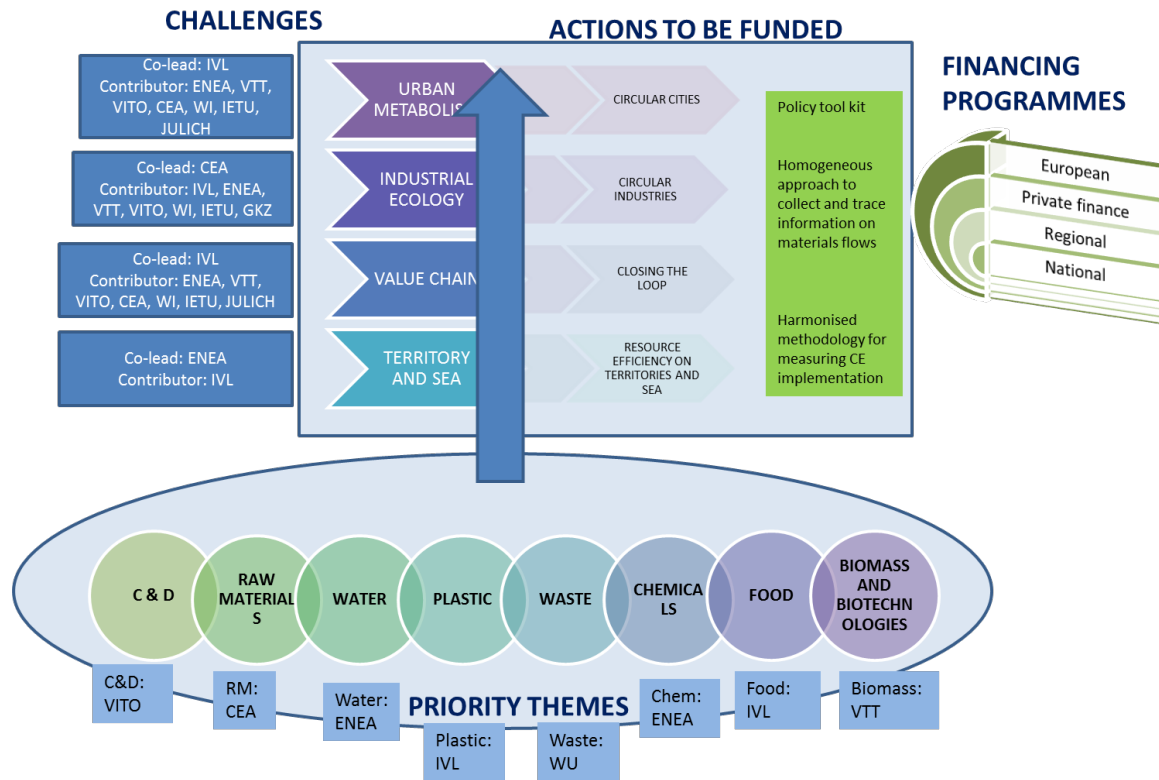 CHALLENGES
ACTIONS TO BE FUNDED
FINANCING
PROGRAMMES
Co-lead: IVL
Contributor: ENEA, VTT,
VITO, CEA, WI, IETU,
JULICH
URBAN
METABOLIS
CIRCULAR CITIES
Co-lead: CEA
Contributor: IVL, ENEA,
VTT, VITO, WI, IETU, GKZ
INDUSTRIAL
ECOLOGY
CIRCULAR
INDUSTRIES
Co-lead: IVL
Contributor: ENEA, VTT,
VITO, CEA, WI, IETU, JULICH
VALUE CHAIN
CLOSING THE
LOOP
Co-lead: ENEA
Contributor: IVL
TERRITORY
AND SEA
RESOURCE
EFFICIENCY ON
TERRITORIES AND
SEA
Policy tool kit
Homogeneous
approach to
collect and trace
information on
materials flows
Harmonised
methodology for
measuring CE
implementation
European
Private finance
Regional
National
C & D
RAW
MATERIAL
S
WATER
PLASTIC
WASTE
CHEMICA
LS
FOOD
BIOMASS
AND
BIOTECHN
OLOGIES
C&D:
VITO
RM:
CEA
Water:
ENEA
PRIORITY THEMES
Plastic:
IVL
Waste:
WU
Chem:
ENEA
Food:
IVL
Biomass:
VTT